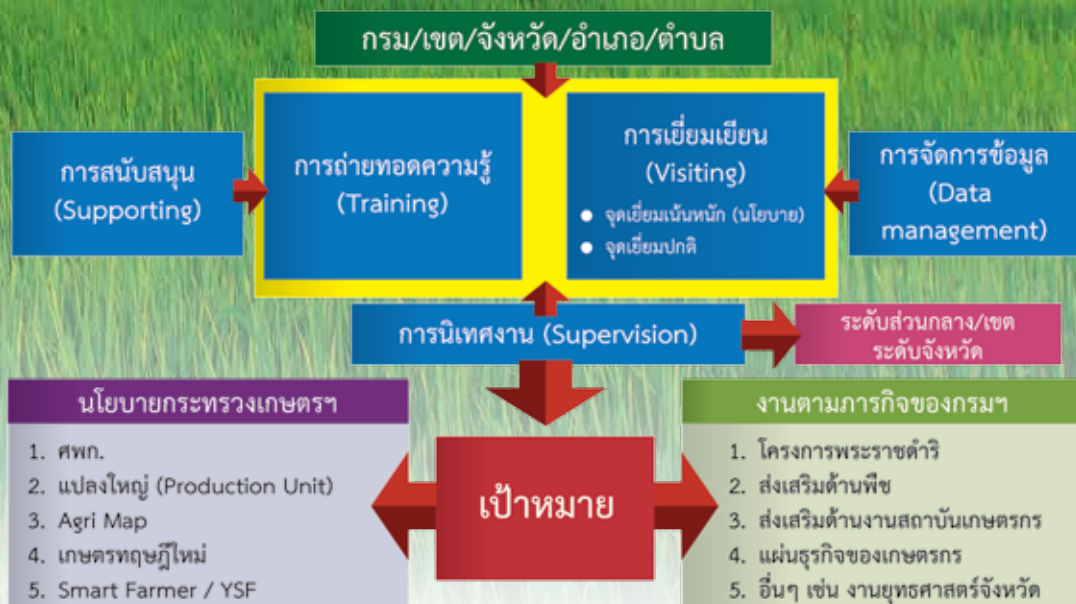 กรม/เขต/จังหวัด/อำเภอ/ตำบล
การสนับสนุน
(Supporting)
การถ่ายทอดความรู้
(Training)
การเยี่ยมเยียน
(Visiting)
● จุดเยี่ยมเน้นหนัก (นโยบาย)
● จุดเยี่ยมปกติ
การจัดการข้อมูล
(Data
management)
การนิเทศงาน (Supervision)
ระดับส่วนกลาง/เขต
ระดับจังหวัด
นโยบายกระทรวงเกษตรฯ
1. ศพก.
2. แปลงใหญ่ (Production Unit)
3. Agri Map
4. เกษตรทฤษฎีใหม่
5. Smart Farmer / YSF
เป้าหมาย
งานตามภารกิจของกรมฯ
1. โครงการพระราชดำริ
2. ส่งเสริมด้านพืช
3. ส่งเสริมด้านงานสถาบันเกษตรกร
4. แผ่นธุรกิจของเกษตรกร
5. อื่นๆ เช่น งานยุทธศาสตร์จังหวัด